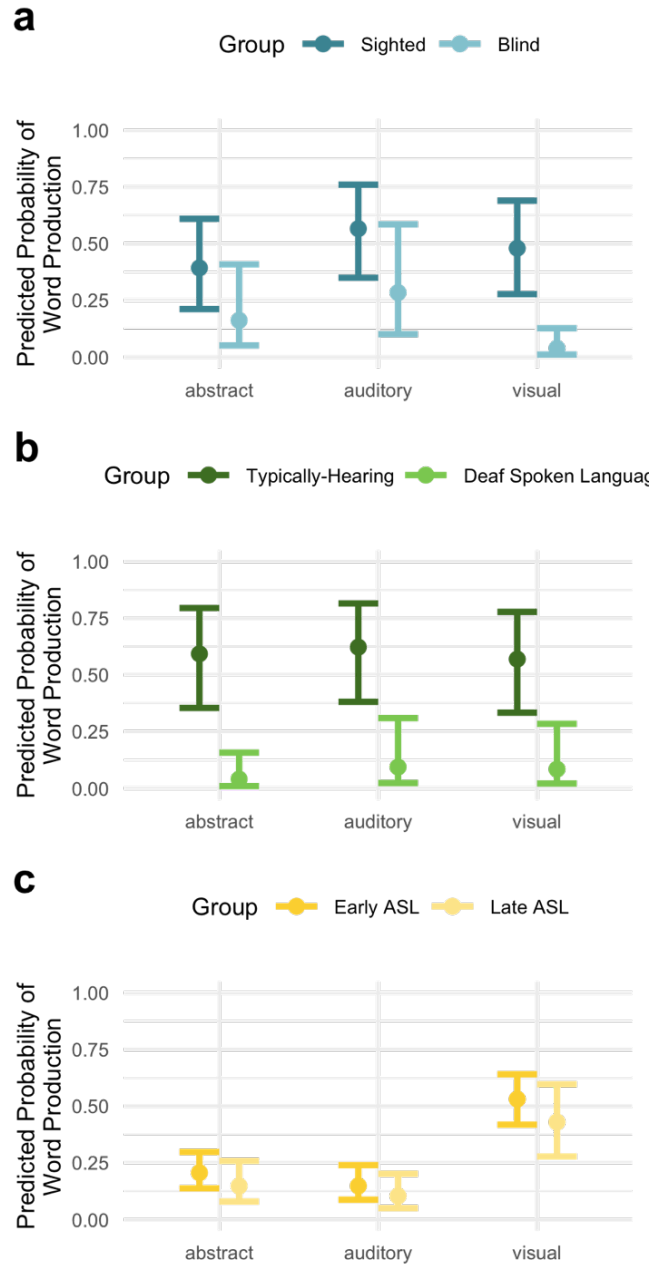 a
Group Sighted Blind
Predicted Probability of
Word Production
1.00
0.75
0.50
0.25
0.00
abstract auditory visual
b
Group Typically-Hearing Deaf Spoken Languag
Predicted Probability of
Word Production
1.00
0.75
0.50
0.25
0.00
abstract auditory visual
c
Group Early ASL Late ASL
Predicted Probability of
Word Production
1.00
0.75
0.50
0.25
0.00
abstract auditory visual